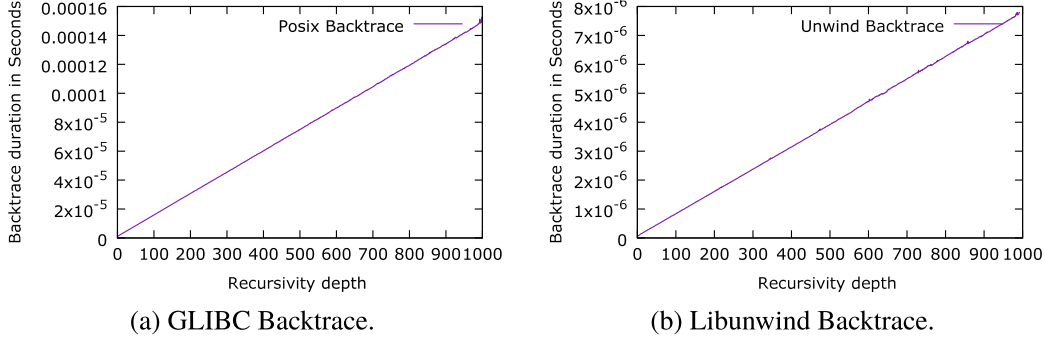 Backtrace duration in Seconds
0.00016
0.00014
0.00012
0.0001
8x10-5
6x10-5
4x10-5
2x10-5
0
Posix Backtrace
0 100 200 300 400 500 600 700 800 900 1000
Recursivity depth
(a) GLIBC Backtrace.
Backtrace duration in Seconds
8x10-6
7x10-6
6x10-6
5x10-6
4x10-6
3x10-6
2x10-6
1x10-6
0
Unwind Backtrace
0 100 200 300 400 500 600 700 800 900 1000
Recursivity depth
(b) Libunwind Backtrace.